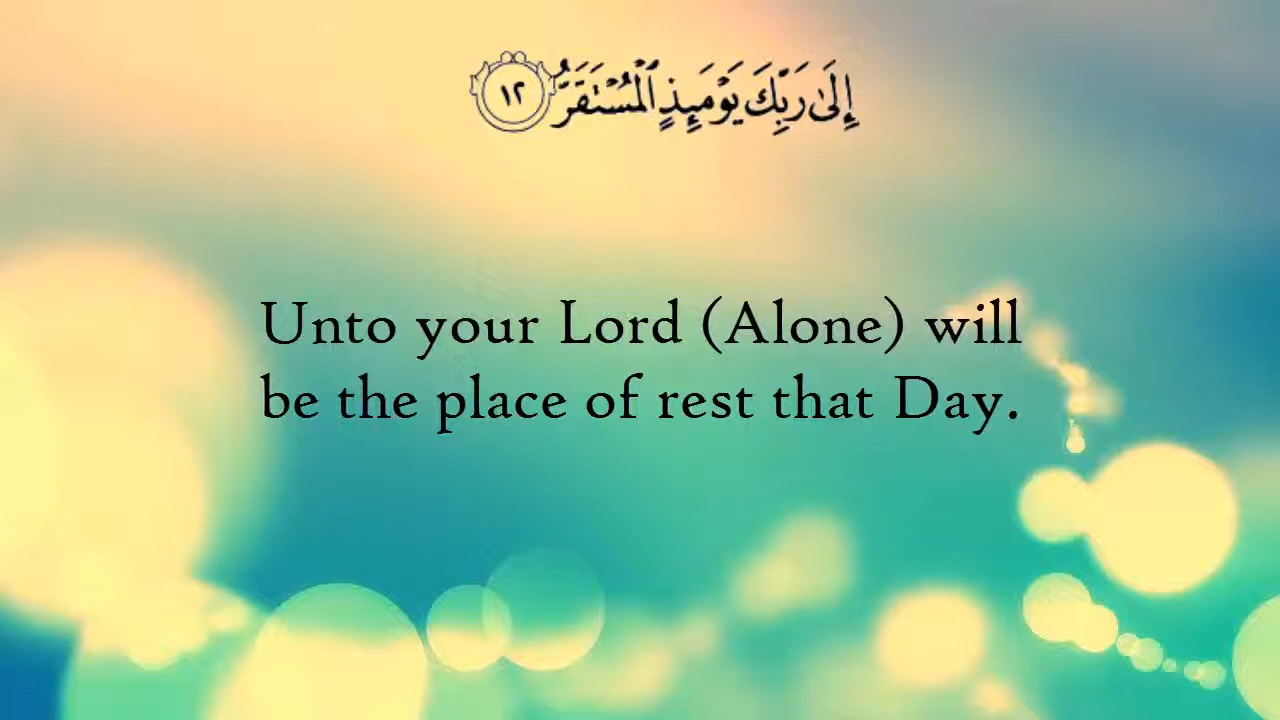 إِلَىٰ رَبِّكَ يَوْمَئِذٍ ٱلْمُسْتَقَرُّ ١٢
Unto your Lord (Alone) will
be the place of rest that Day.